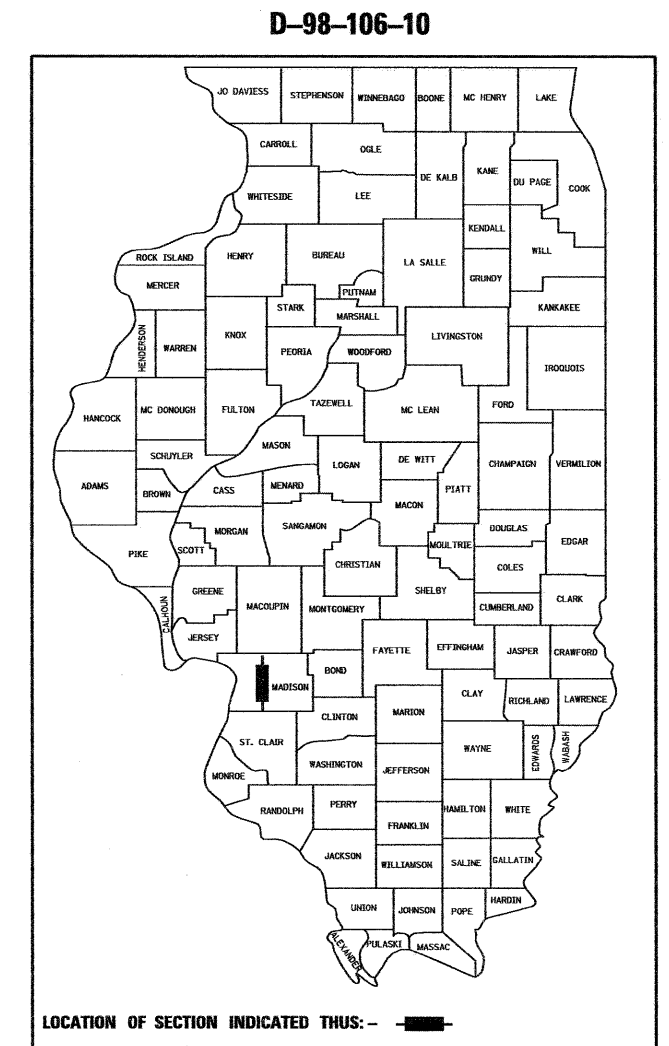 D–98–106–10
JO DAVIESS
STEPHENSON
WINNEBAGO
BOONE
MC HENRY
LAKE
CARROLL
OGLE
DE KALB
KANE
DU PAGE
COOK
WHITESIDE
LEE
KENDALL
WILL
ROCK ISLAND
HENRY
BUREAU
LA SALLE
GRUNDY
MERCER
PUTNAM
STARK
MARSHALL
KANKAKEE
HENDERSON
WARREN
KNOX
PEORIA
WOODFORD
LIVINGSTON
IROQUOIS
HANCOCK
MC DONOUGH
FULTON
TAZEWELL
MC LEAN
FORD
SCHUYLER
MASON
LOGAN
DE WITT
CHAMPAIGN
VERMILION
ADAMS
BROWN
CASS
MENARD
PIATT
MACON
PIKE
SCOTT
MORGAN
SANGAMON
CHRISTIAN
MOULTRIE
DOUGLAS
EDGAR
COLES
CALHOUN
GREENE
MACOUPIN
MONTGOMERY
SHELBY
CUMBERLAND
CLARK
JERSEY
FAYETTE
EFFINGHAM
JASPER
CRAWFORD
MADISON
BOND
CLAY
RICHLAND
LAWRENCE
CLINTON
MARION
ST. CLAIR
WAYNE
EDWARDS
WABASH
MONROE
WASHINGTON
JEFFERSON
RANDOLPH
PERRY
HAMILTON
WHITE
FRANKLIN
JACKSON
WILLIAMSON
SALINE
GALLATIN
UNION
JOHNSON
POPE
HARDIN
ALEXANDER
PULASKI
MASSAC
LOCATION OF SECTION INDICATED THUS: –